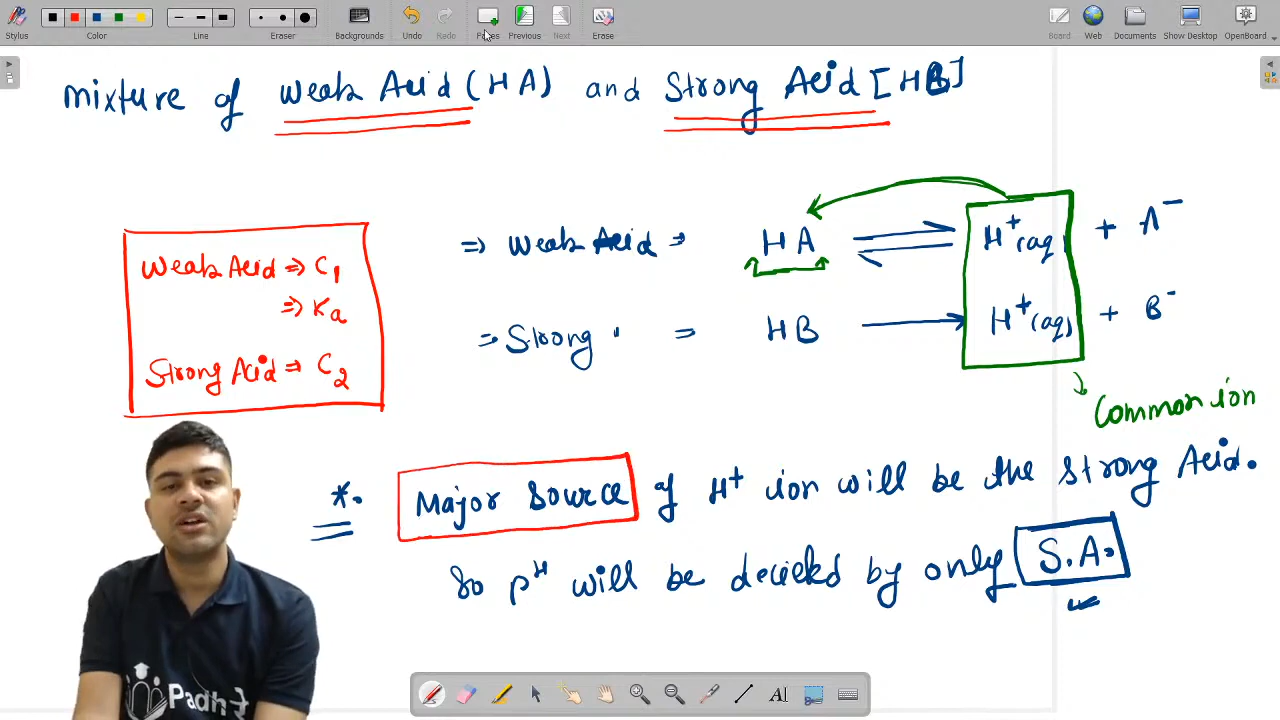 Stylus
Color
Line
Eraser
Backgrounds
Undo
Redo
Pages
Previous
Next
Erase
Board
Web
Documents
Show Desktop
OpenBoard
mixture of Weak Acid (HA) and Strong Acid [HB]
Weak Acid ⇒ C1
⇒ Ka
Strong Acid ⇒ C2
⇒ Weak Acid ⇒ HA ⇌ H+(aq) + A-
⇒ Strong " = HB → H+(aq) + B-
Common ion
*. Major Source of H+ ion will be the Strong Acid.
So pH will be decided by only S.A.
Padhरे
AI